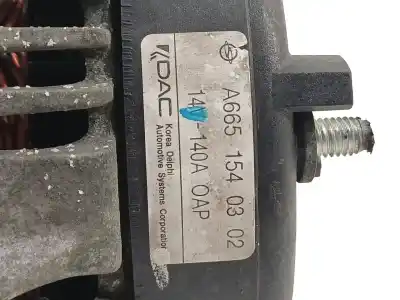 A665 154 03 02
14V-140A OAP
KDAC
Korea Delphi
Automotive Systems Corporation